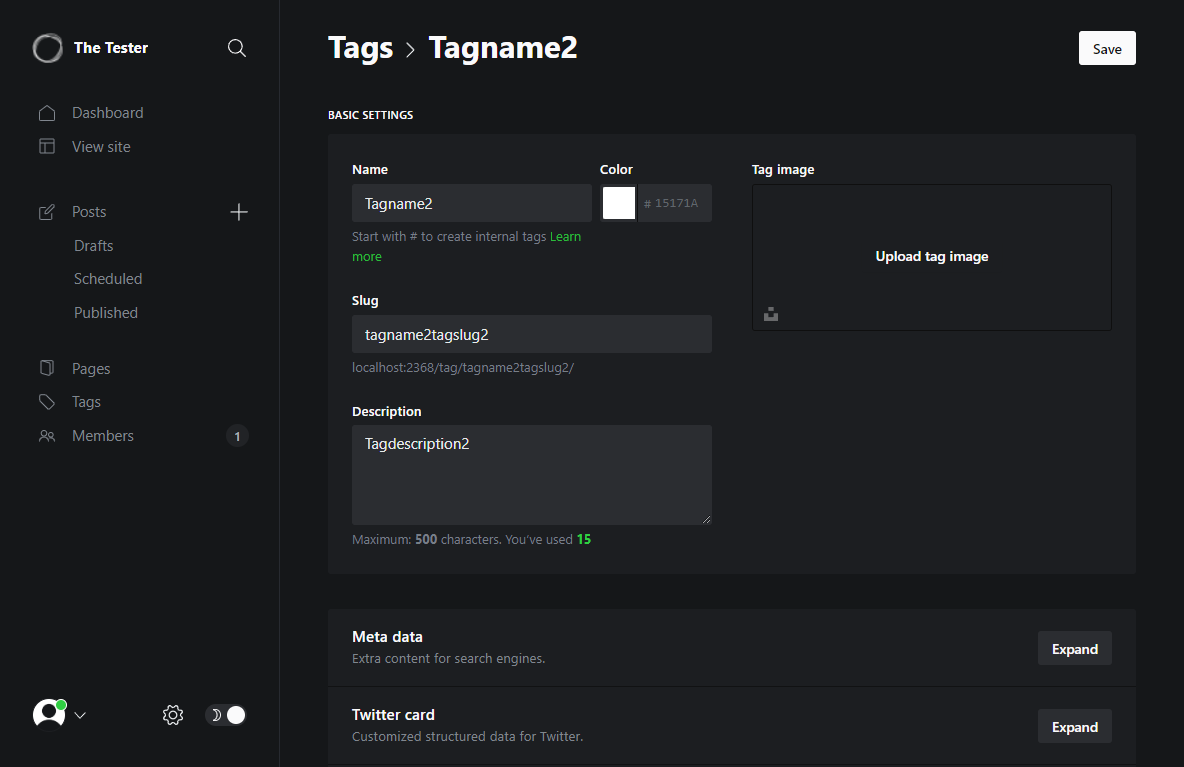 The Tester
Dashboard
View site
Posts
Drafts
Scheduled
Published
Pages
Tags
Members 1
Tags > Tagname2
Save
BASIC SETTINGS
Name
Tagname2
Color
# 15171A
Start with # to create internal tags Learn
more
Slug
tagname2tagslug2
localhost:2368/tag/tagname2tagslug2/
Description
Tagdescription2
Maximum: 500 characters. You’ve used 15
Tag image
Upload tag image
Meta data
Extra content for search engines.
Expand
Twitter card
Customized structured data for Twitter.
Expand